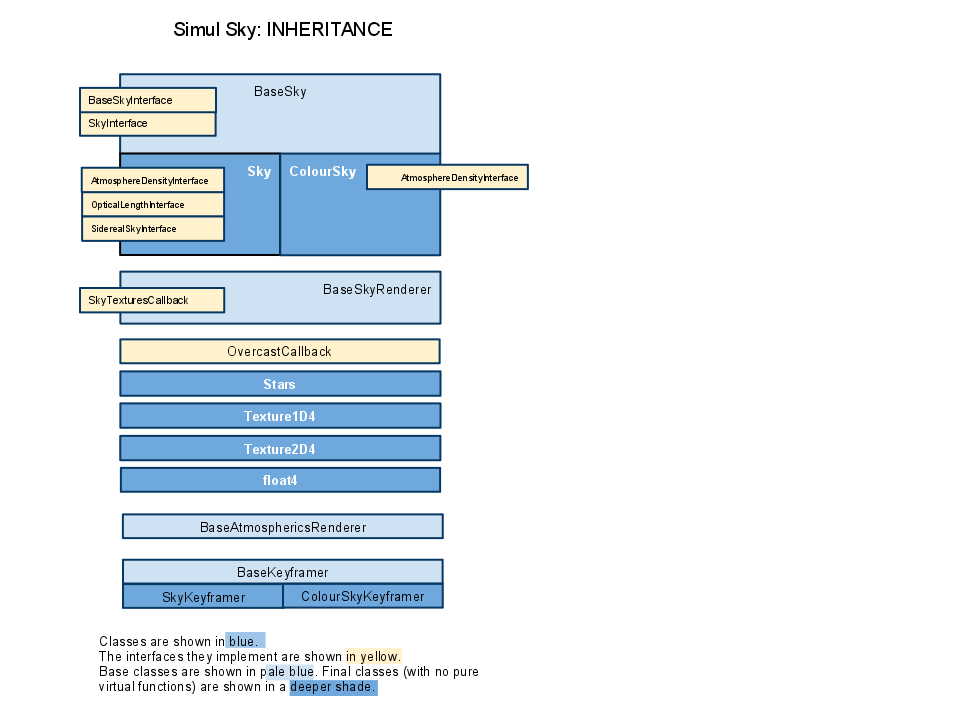 Simul Sky: INHERITANCE
BaseSky
BaseSkyInterface
SkyInterface
Sky
ColourSky
AtmosphereDensityInterface
AtmosphereDensityInterface
OpticalLengthInterface
SiderealSkyInterface
BaseSkyRenderer
SkyTexturesCallback
OvercastCallback
Stars
Texture1D4
Texture2D4
float4
BaseAtmosphericsRenderer
BaseKeyframer
SkyKeyframer
ColourSkyKeyframer
Classes are shown in blue.
The interfaces they implement are shown in yellow.
Base classes are shown in pale blue. Final classes (with no pure
virtual functions) are shown in a deeper shade.